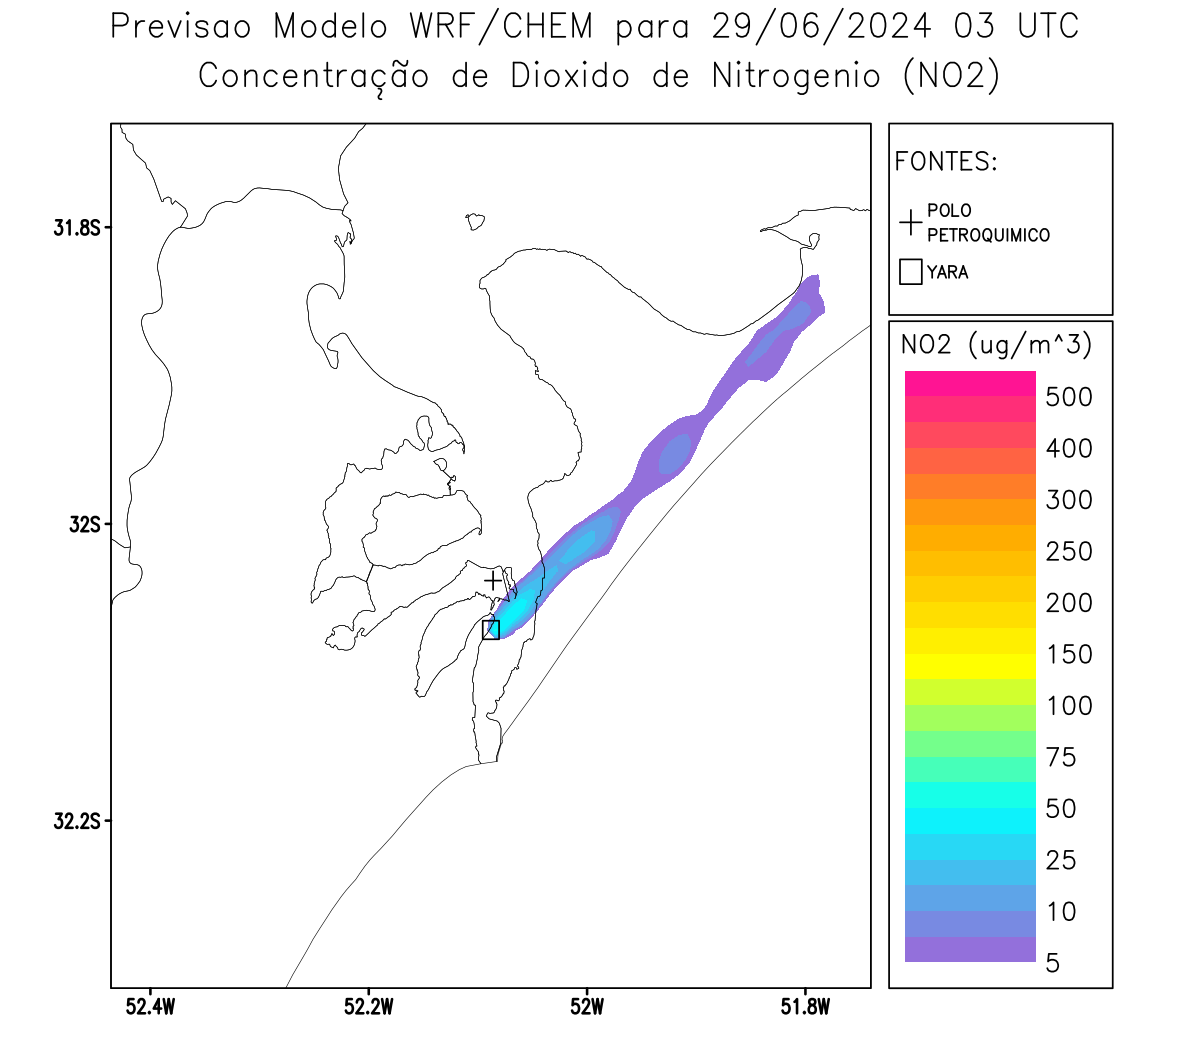 Previsao Modelo WRF/CHEM para 29/06/2024 03 UTC
Concentração de Dioxido de Nitrogenio (NO2)
FONTES:
POLO
PETROQUIMICO
YARA
31.8S
32S
32.2S
52.4W
52.2W
52W
51.8W
NO2 (ug/m^3)
500
400
300
250
200
150
100
75
50
25
10
5